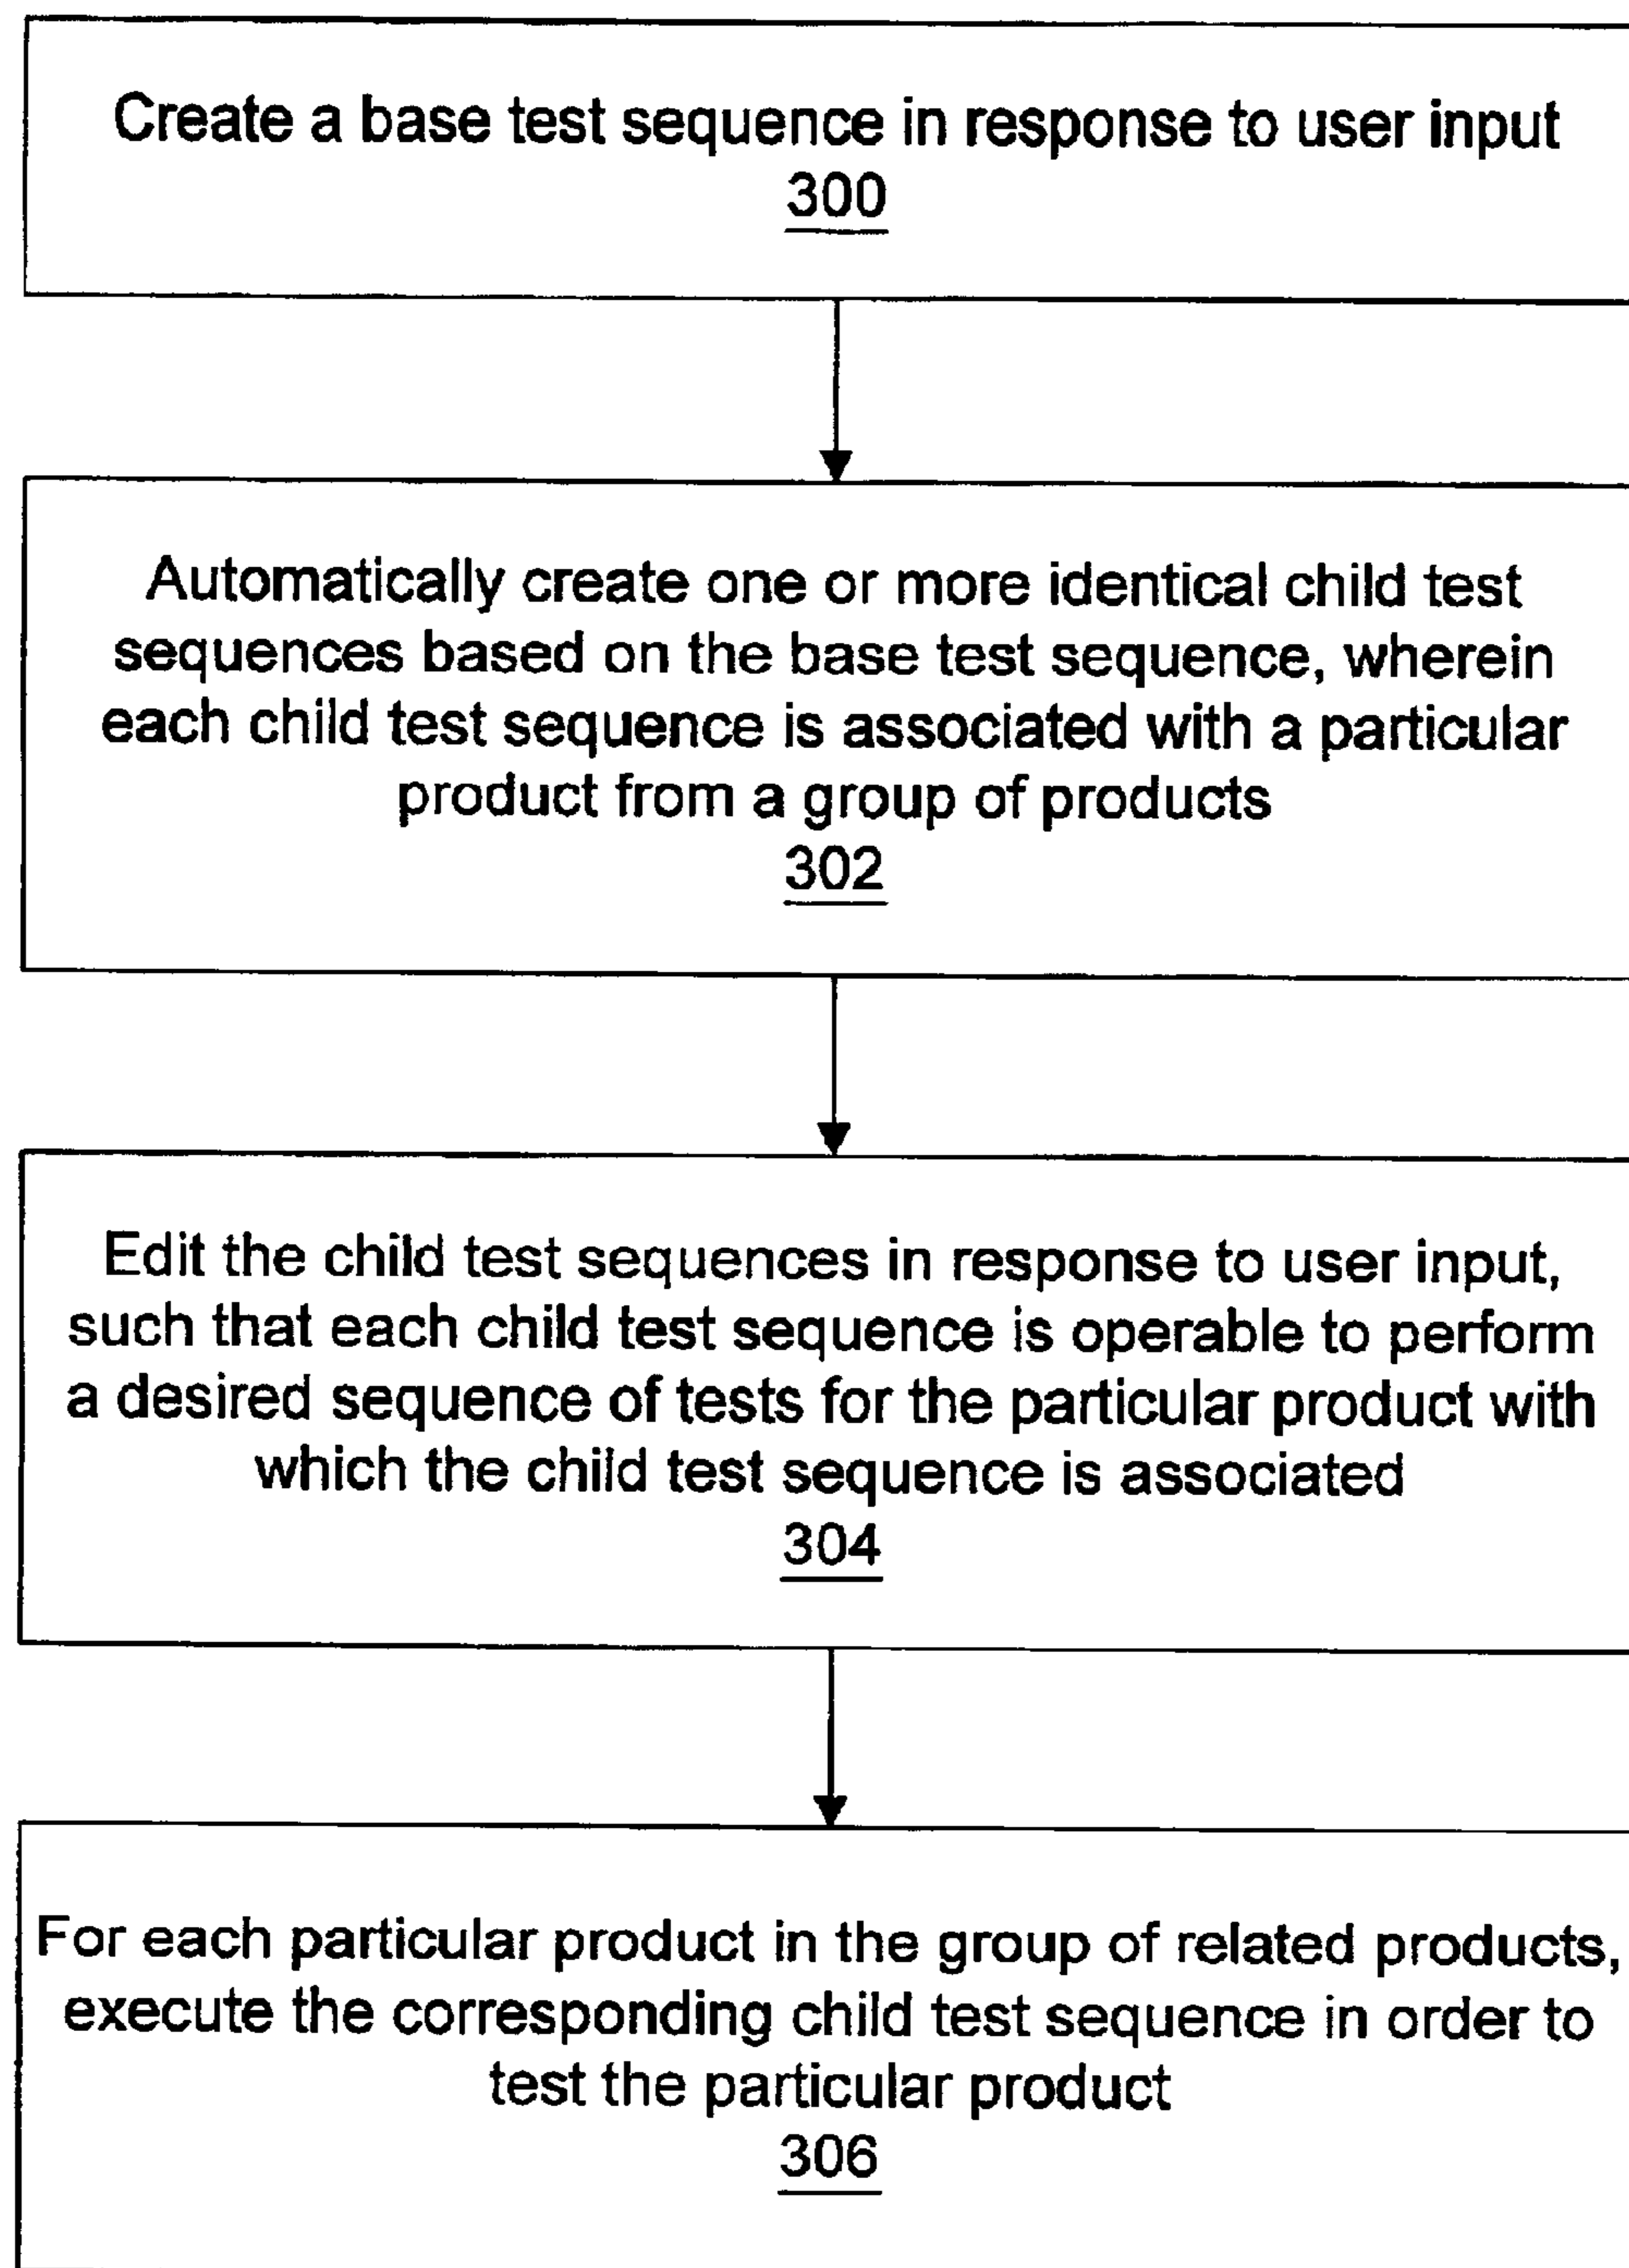 Create a base test sequence in response to user input
300
Automatically create one or more identical child test
sequences based on the base test sequence, wherein
each child test sequence is associated with a particular
product from a group of products
302
Edit the child test sequences in response to user input,
such that each child test sequence is operable to perform
a desired sequence of tests for the particular product with
which the child test sequence is associated
304
For each particular product in the group of related products,
execute the corresponding child test sequence in order to
test the particular product
306